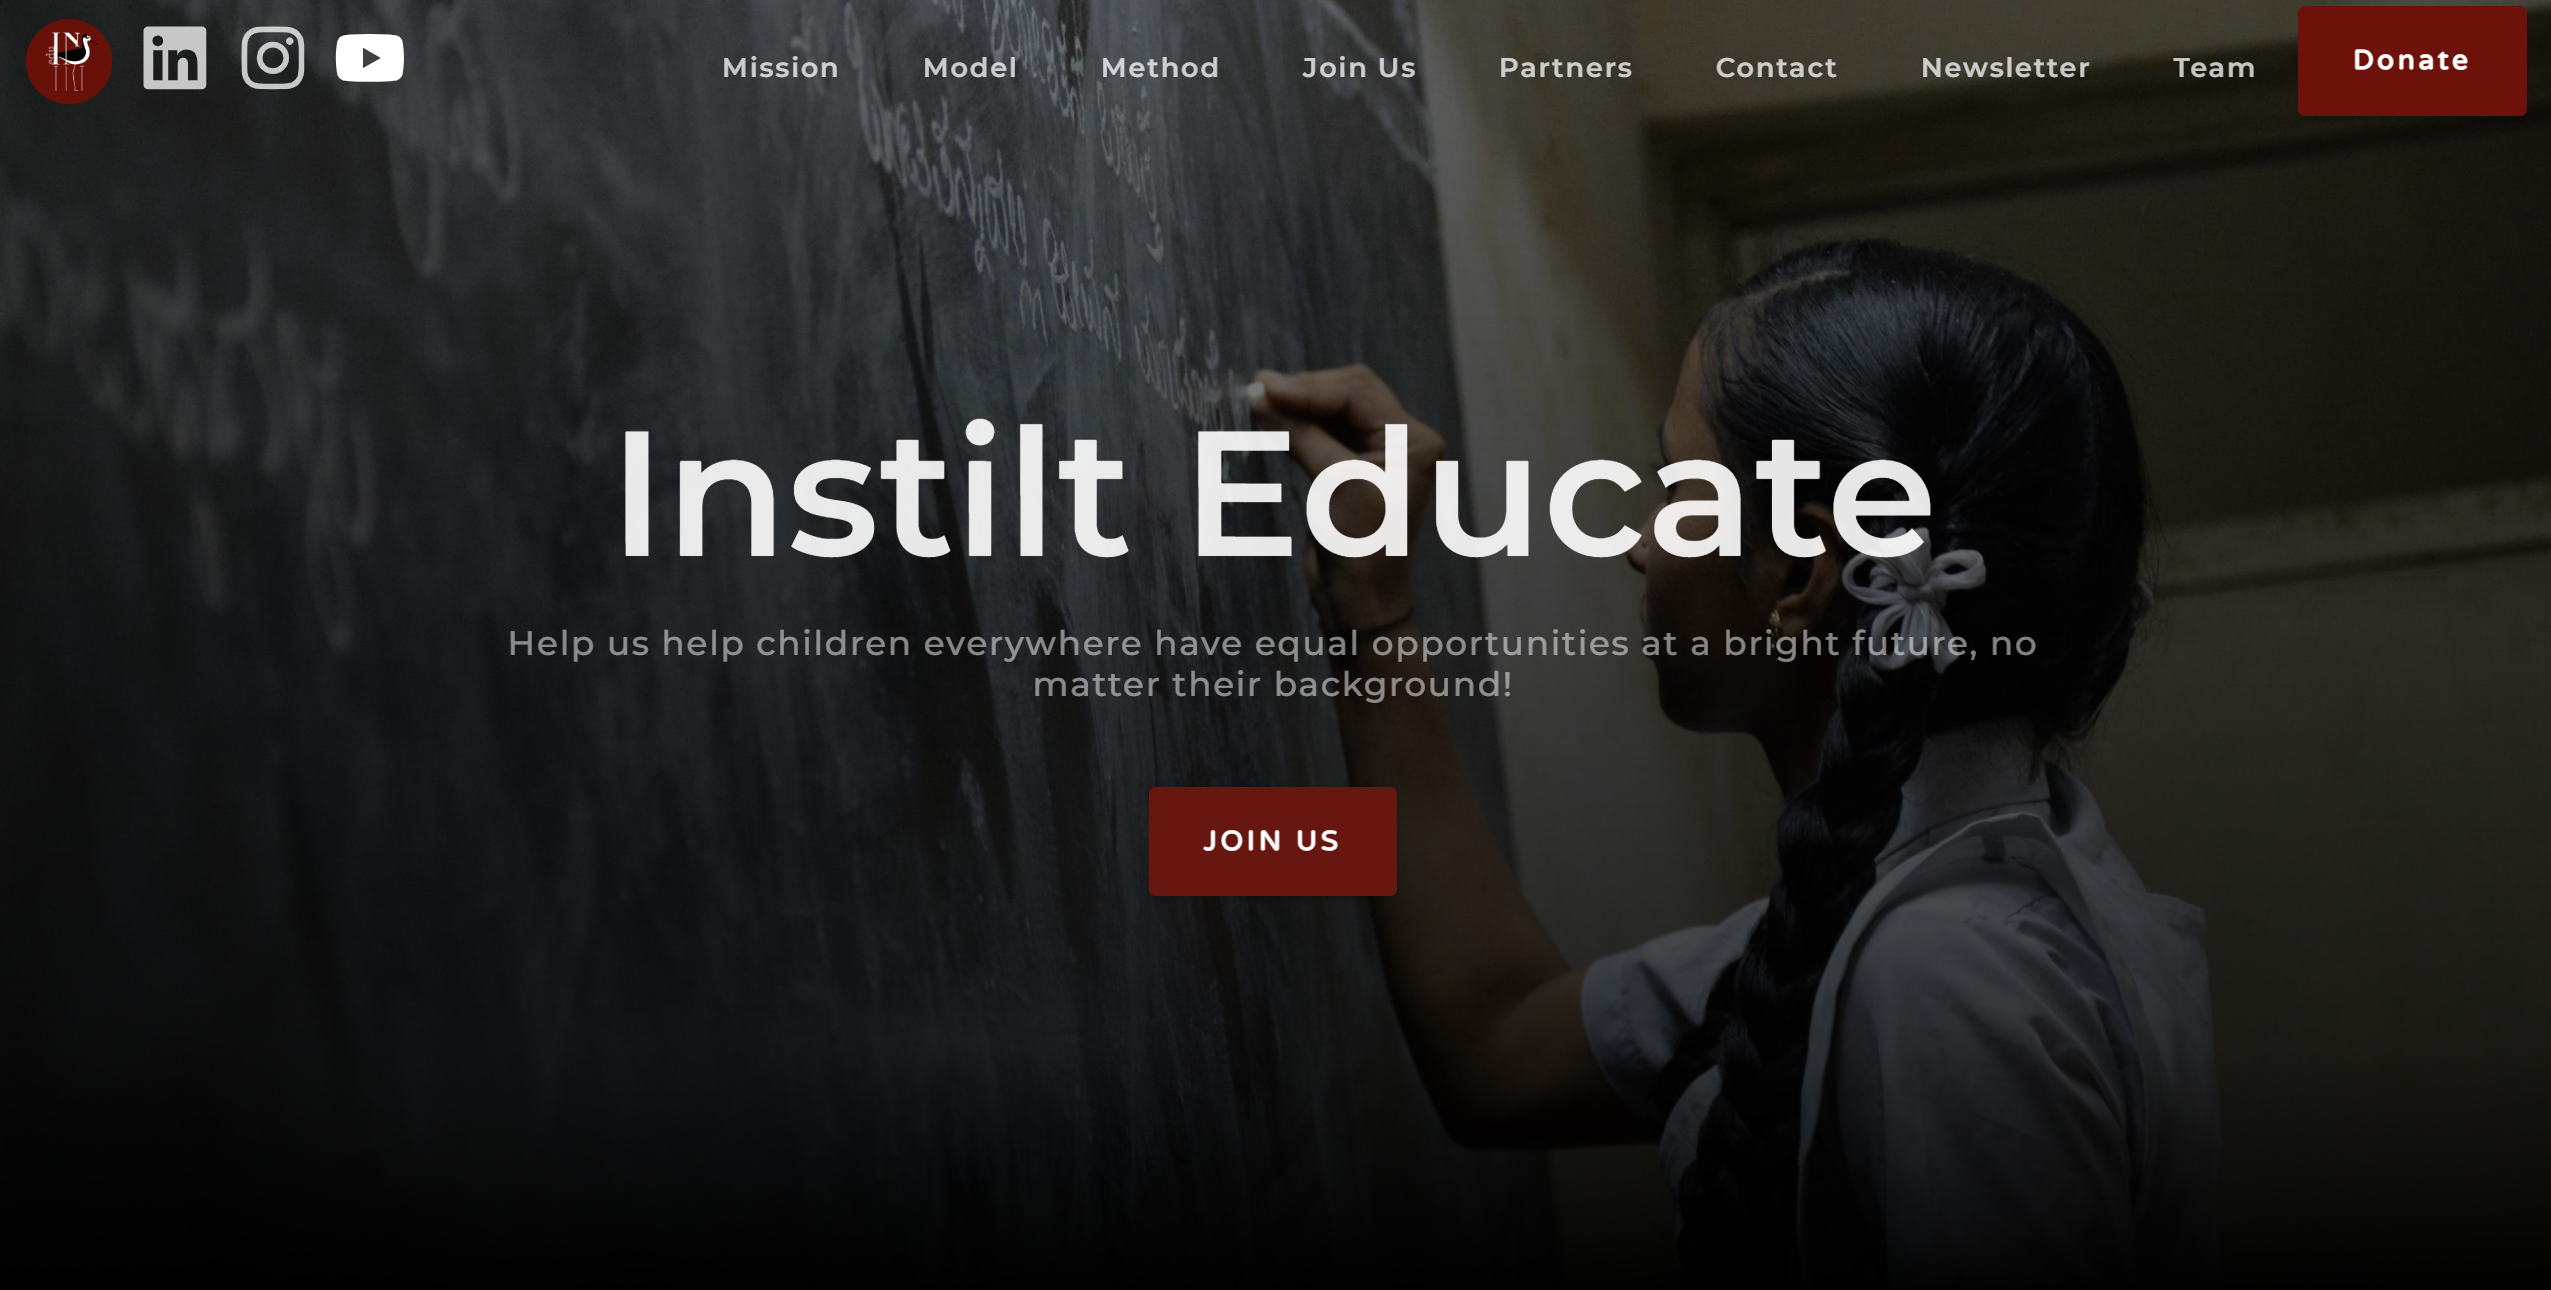 Mission Model Method Join Us Partners Contact Newsletter Team Donate
Instilt Educate
Help us help children everywhere have equal opportunities at a bright future, no
matter their background!
JOIN US